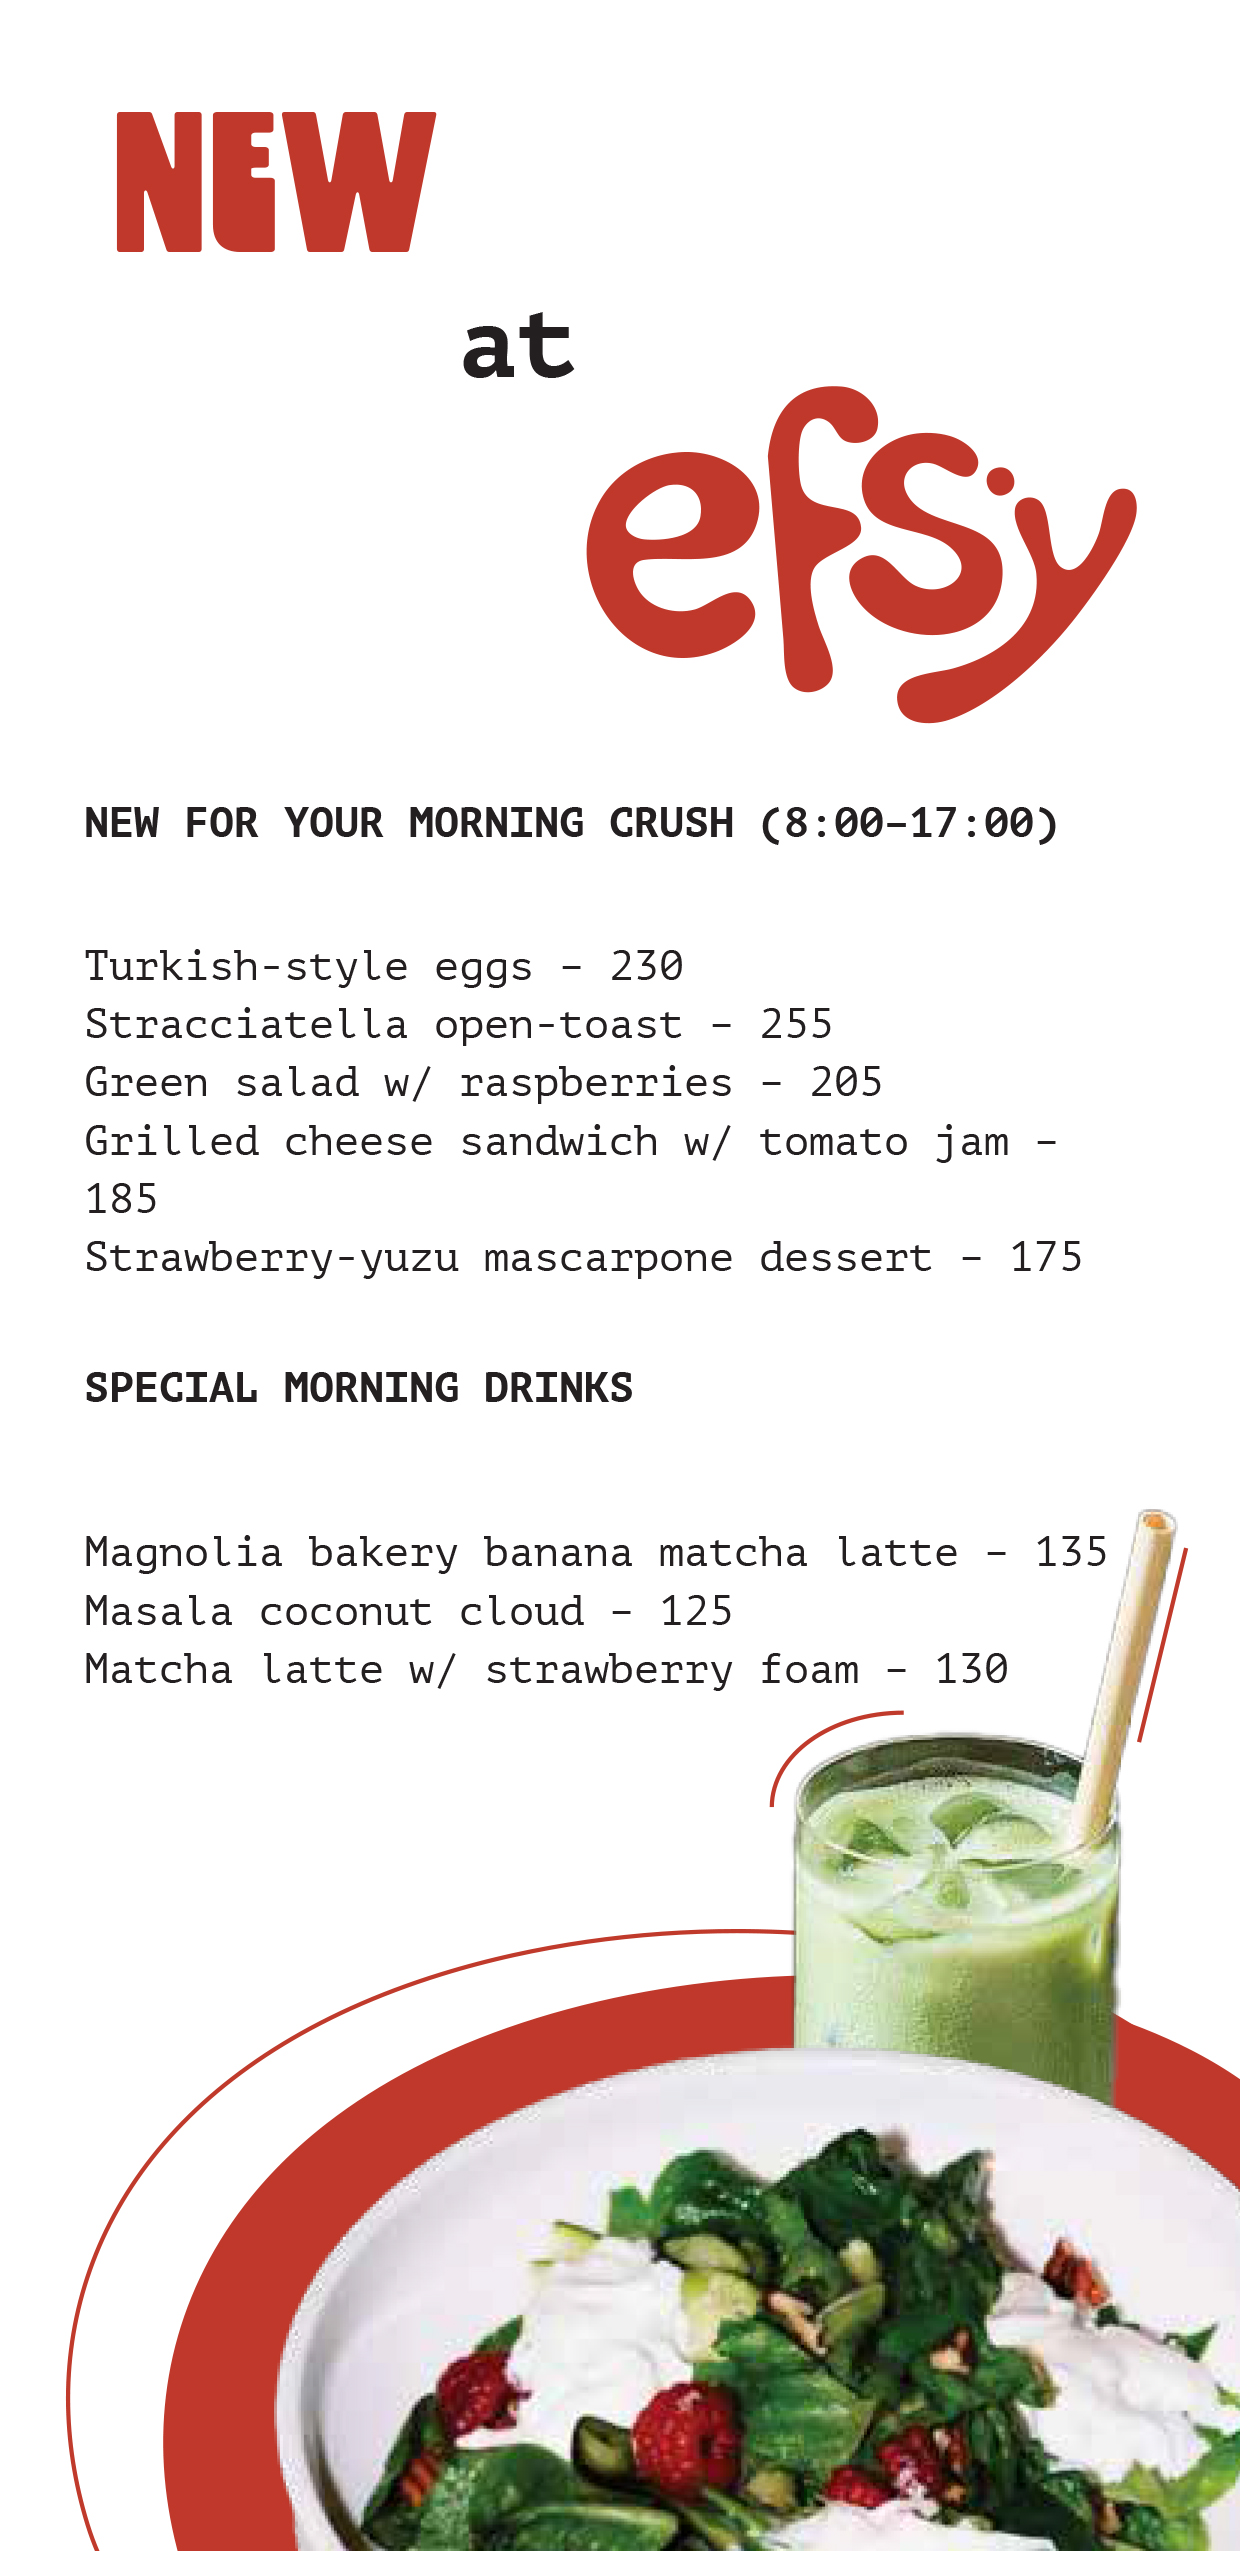 NEW
at
efsy
NEW FOR YOUR MORNING CRUSH (8:00–17:00)
Turkish-style eggs – 230
Stracciatella open-toast – 255
Green salad w/ raspberries – 205
Grilled cheese sandwich w/ tomato jam –
185
Strawberry-yuzu mascarpone dessert – 175
SPECIAL MORNING DRINKS
Magnolia bakery banana matcha latte – 135
Masala coconut cloud – 125
Matcha latte w/ strawberry foam – 130